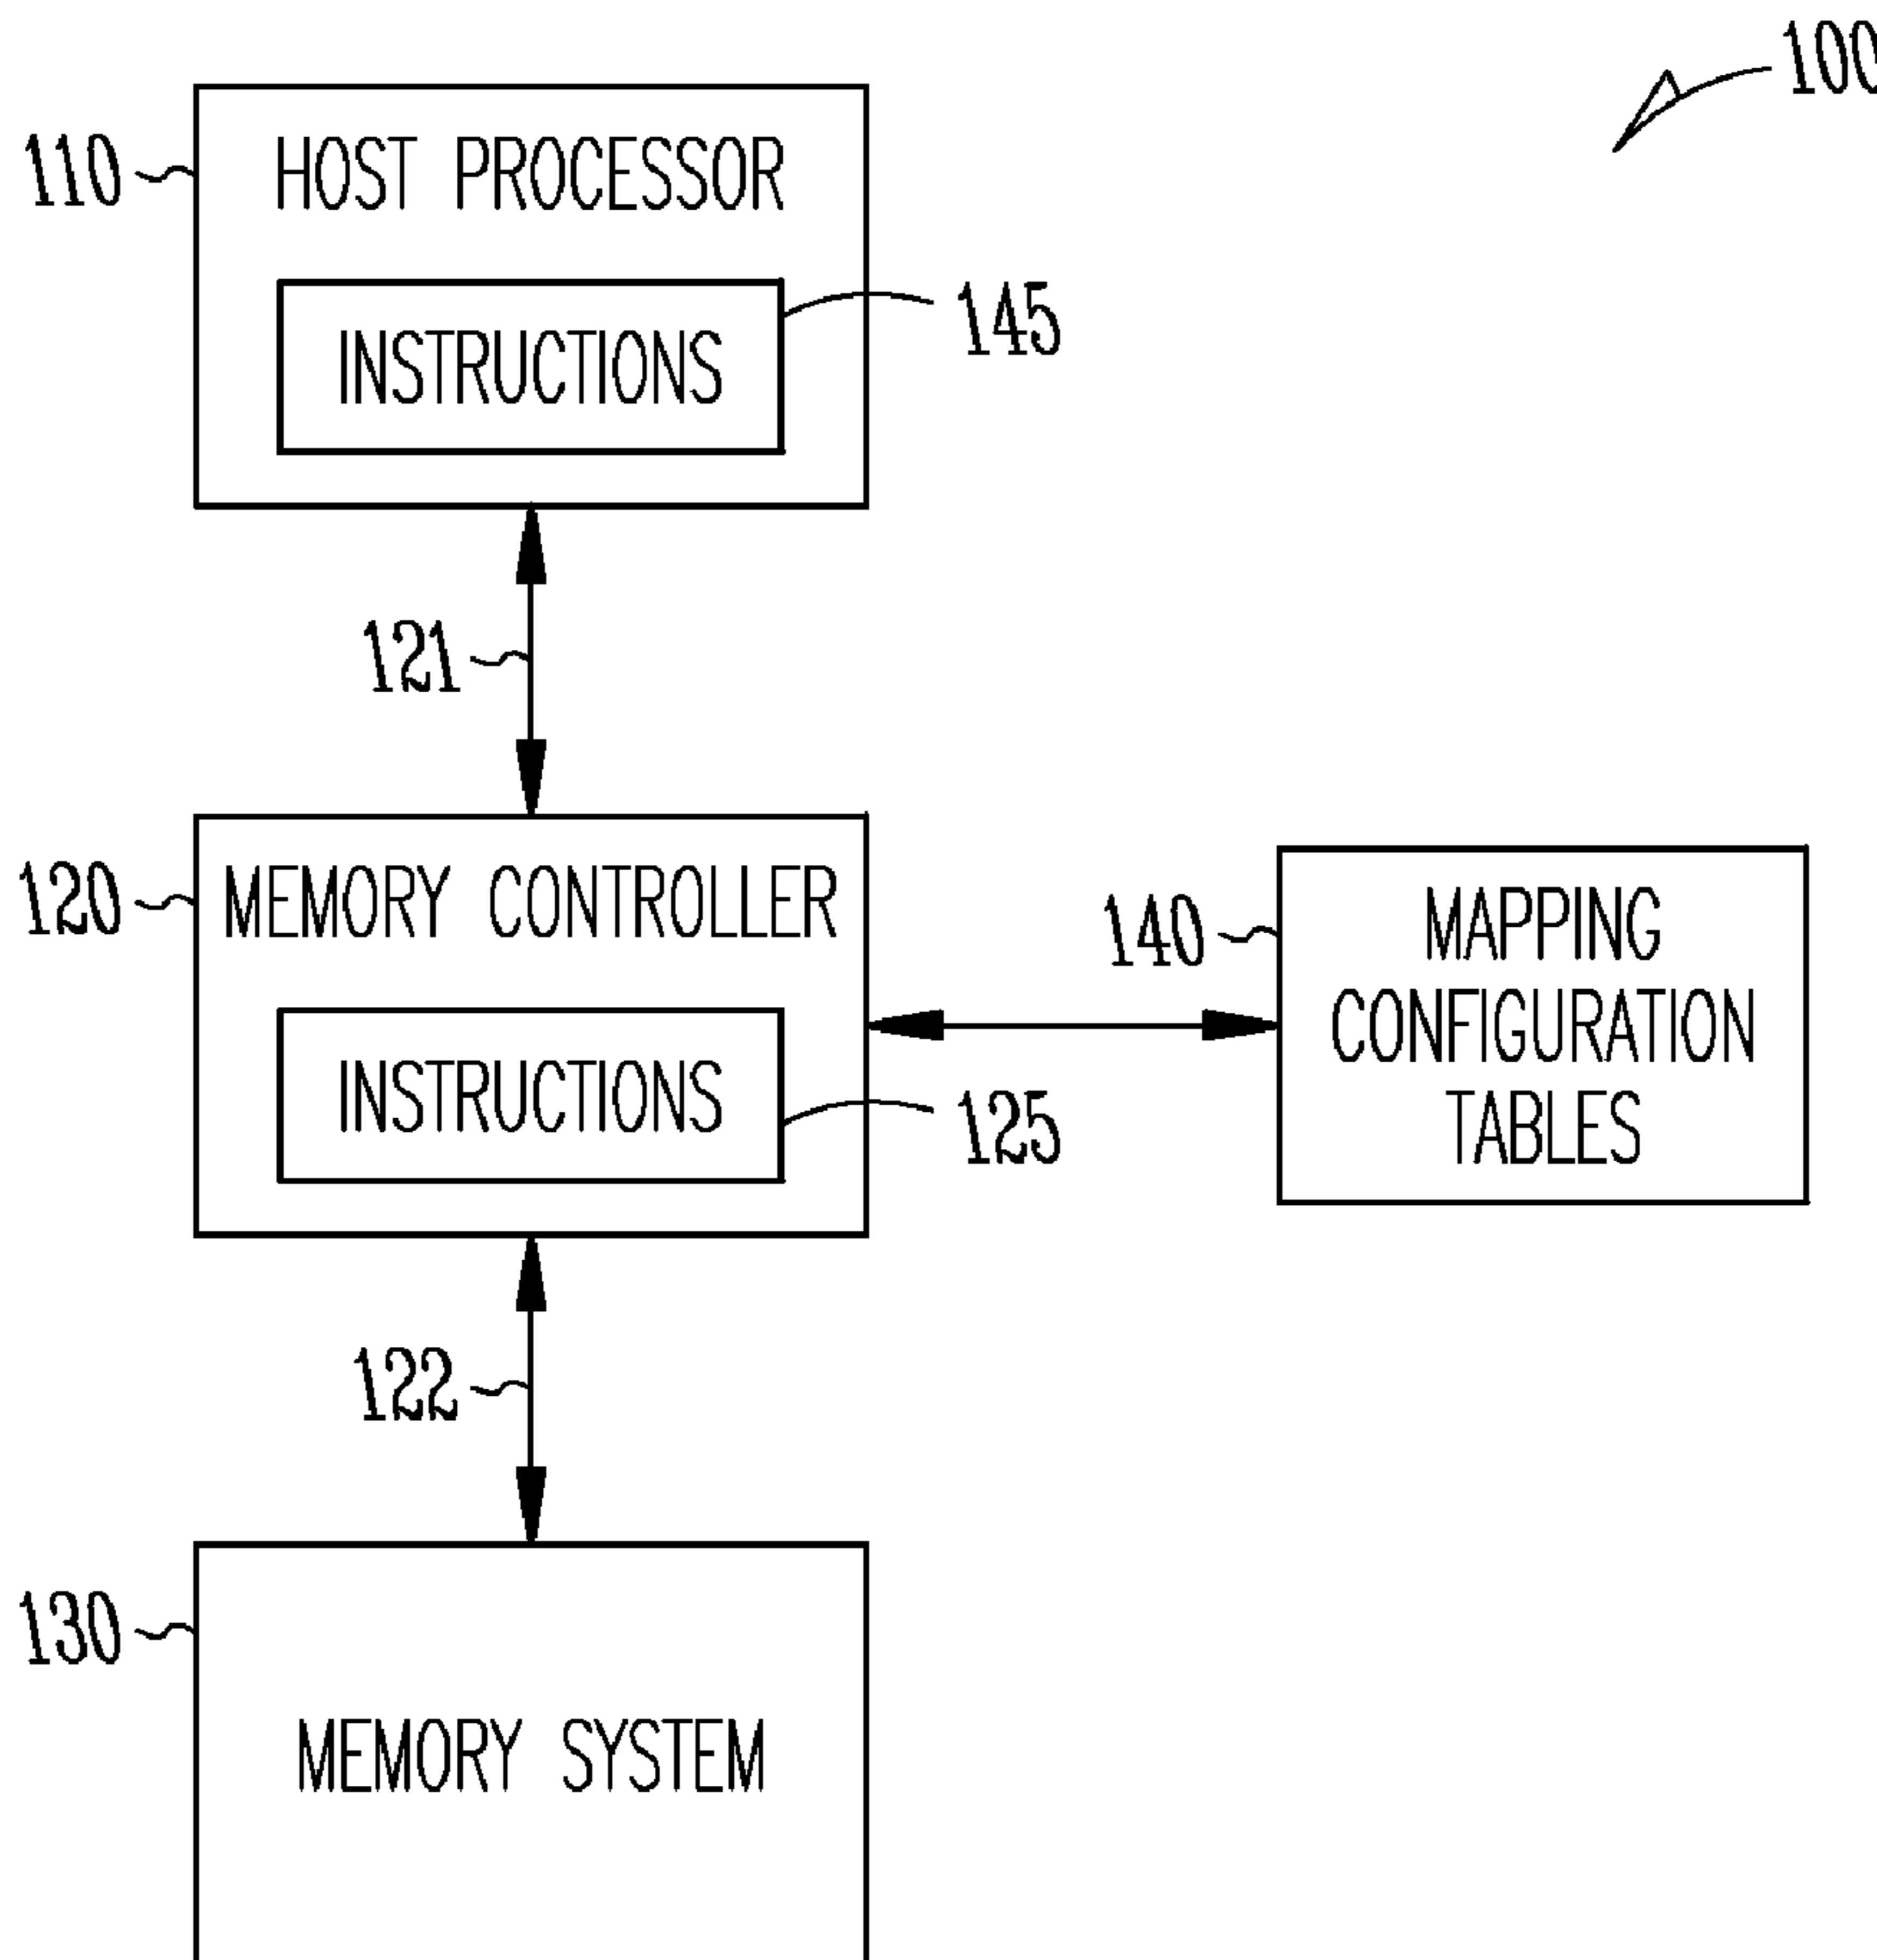 100
110
HOST PROCESSOR
INSTRUCTIONS
145
121
120
MEMORY CONTROLLER
INSTRUCTIONS
125
140
MAPPING
CONFIGURATION
TABLES
122
130
MEMORY SYSTEM